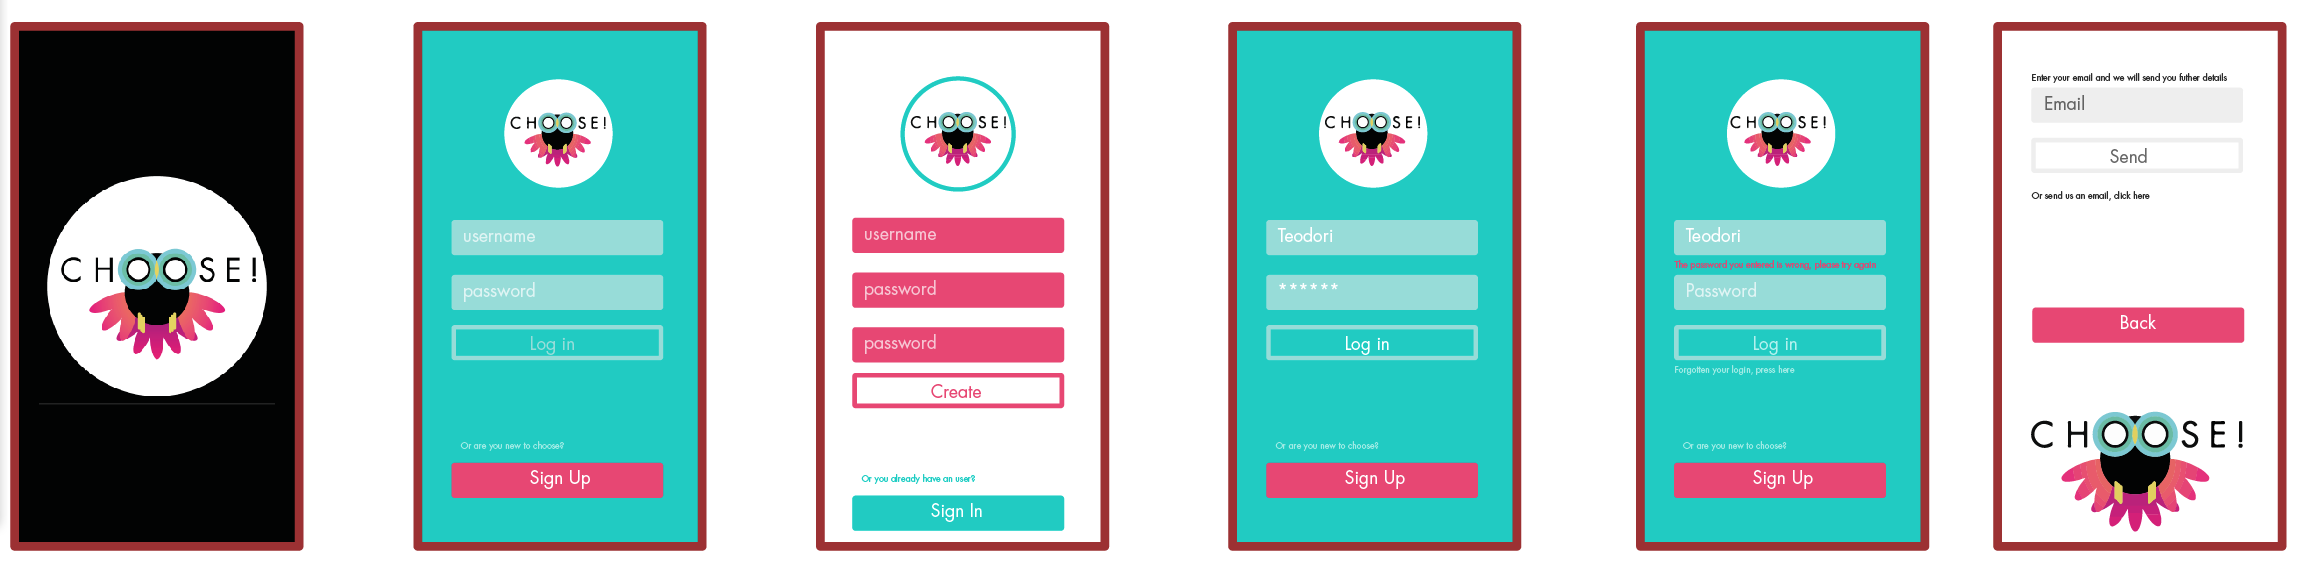 CHOOSE!
CHOOSE!
username
password
Log in
Or are you new to choose?
Sign Up
CHOOSE!
username
password
password
Create
Or you already have an user?
Sign In
CHOOSE!
Teodori
******
Log in
Or are you new to choose?
Sign Up
CHOOSE!
Teodori
The password you entered is wrong, please try again
Password
Log in
Forgotten your login, press here
Or are you new to choose?
Sign Up
Enter your email and we will send you futher details
Email
Send
Or send us an email, click here
Back
CHOOSE!